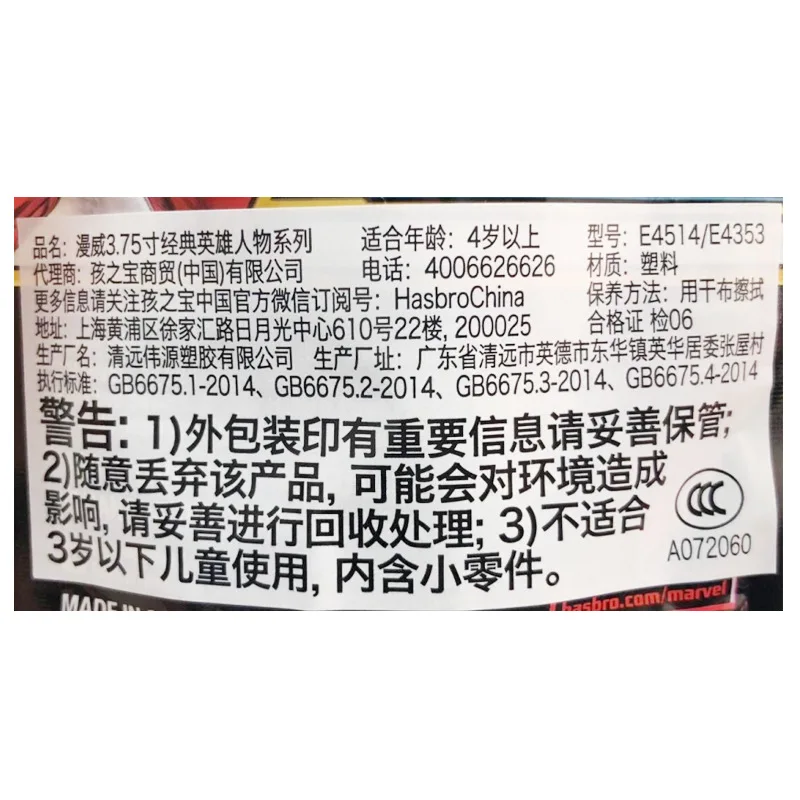 品名: 漫威3.75寸经典英雄人物系列 适合年龄: 4岁以上 型号: E4514/E4353
代理商: 孩之宝商贸(中国)有限公司 电话: 4006626626 材质: 塑料
更多信息请关注孩之宝中国官方微信订阅号: HasbroChina 保养方法: 用干布擦拭
地址: 上海黄浦区徐家汇路日月光中心610号22楼, 200025 合格证 检06
生产厂名: 清远伟源塑胶有限公司 生产厂址: 广东省清远市英德市东华镇英华居委张屋村
执行标准: GB6675.1-2014、GB6675.2-2014、GB6675.3-2014、GB6675.4-2014
警告: 1)外包装印有重要信息请妥善保管;
2)随意丢弃该产品, 可能会对环境造成
影响, 请妥善进行回收处理; 3)不适合
3岁以下儿童使用, 内含小零件。
CCC
A072060
MADE IN
hasbro.com/marvel